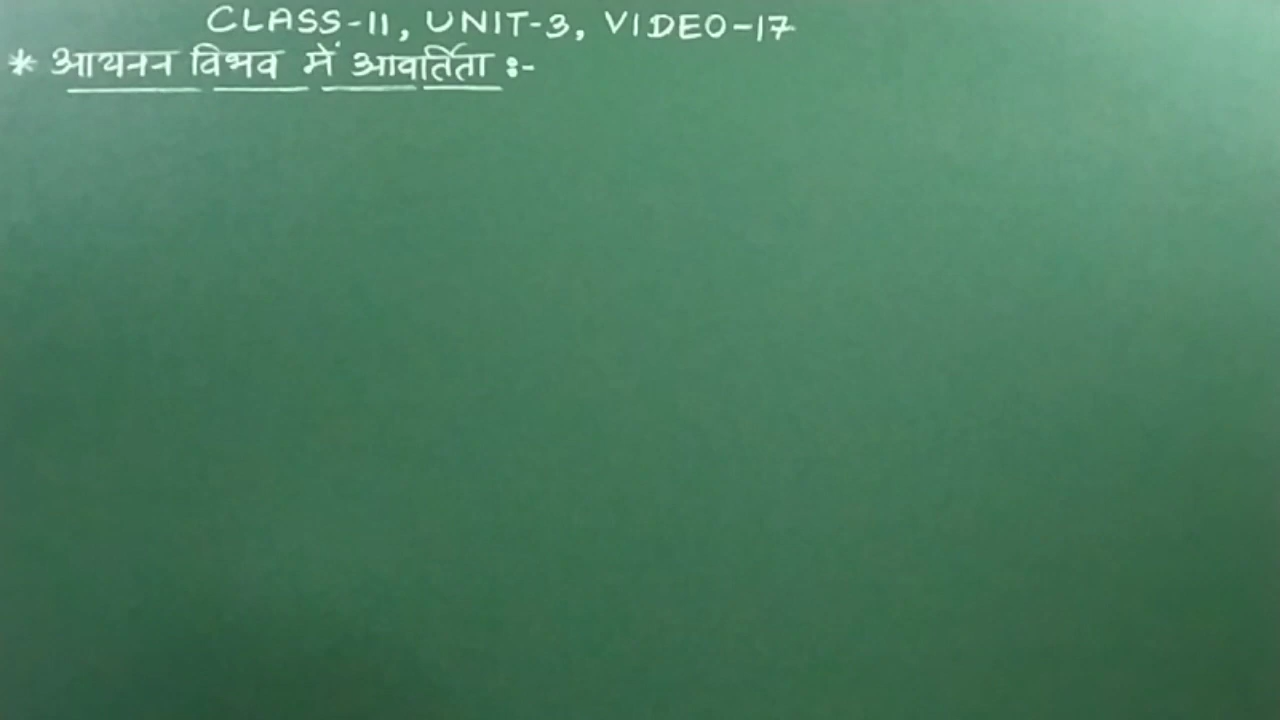 CLASS-11, UNIT-3, VIDEO-17
* आयनन विभव में आवर्तिता :-